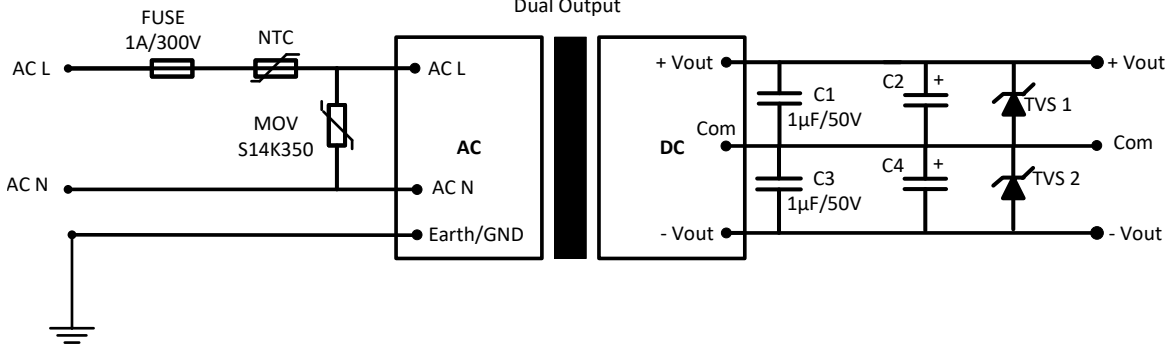 Dual Output
FUSE
1A/300V
NTC
AC L
MOV
S14K350
AC N
AC L
AC
AC N
Earth/GND
+ Vout
Com
DC
- Vout
C1
1µF/50V
C2 +
TVS 1
C3
1µF/50V
C4 +
TVS 2
+ Vout
Com
- Vout